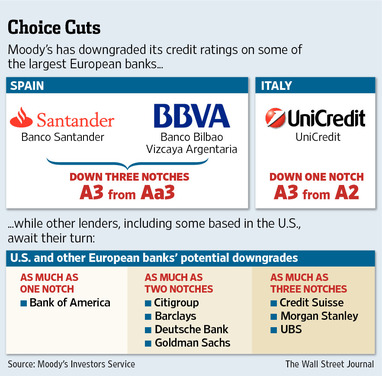 Choice Cuts
Moody's has downgraded its credit ratings on some of
the largest European banks...
SPAIN
Santander
Banco Santander
BBVA
Banco Bilbao
Vizcaya Argentaria
DOWN THREE NOTCHES
A3 from Aa3
ITALY
UniCredit
UniCredit
DOWN ONE NOTCH
A3 from A2
...while other lenders, including some based in the U.S.,
await their turn:
U.S. and other European banks' potential downgrades
AS MUCH AS
ONE NOTCH
Bank of America
AS MUCH AS
TWO NOTCHES
Citigroup
Barclays
Deutsche Bank
Goldman Sachs
AS MUCH AS
THREE NOTCHES
Credit Suisse
Morgan Stanley
UBS
Source: Moody's Investors Service
The Wall Street Journal